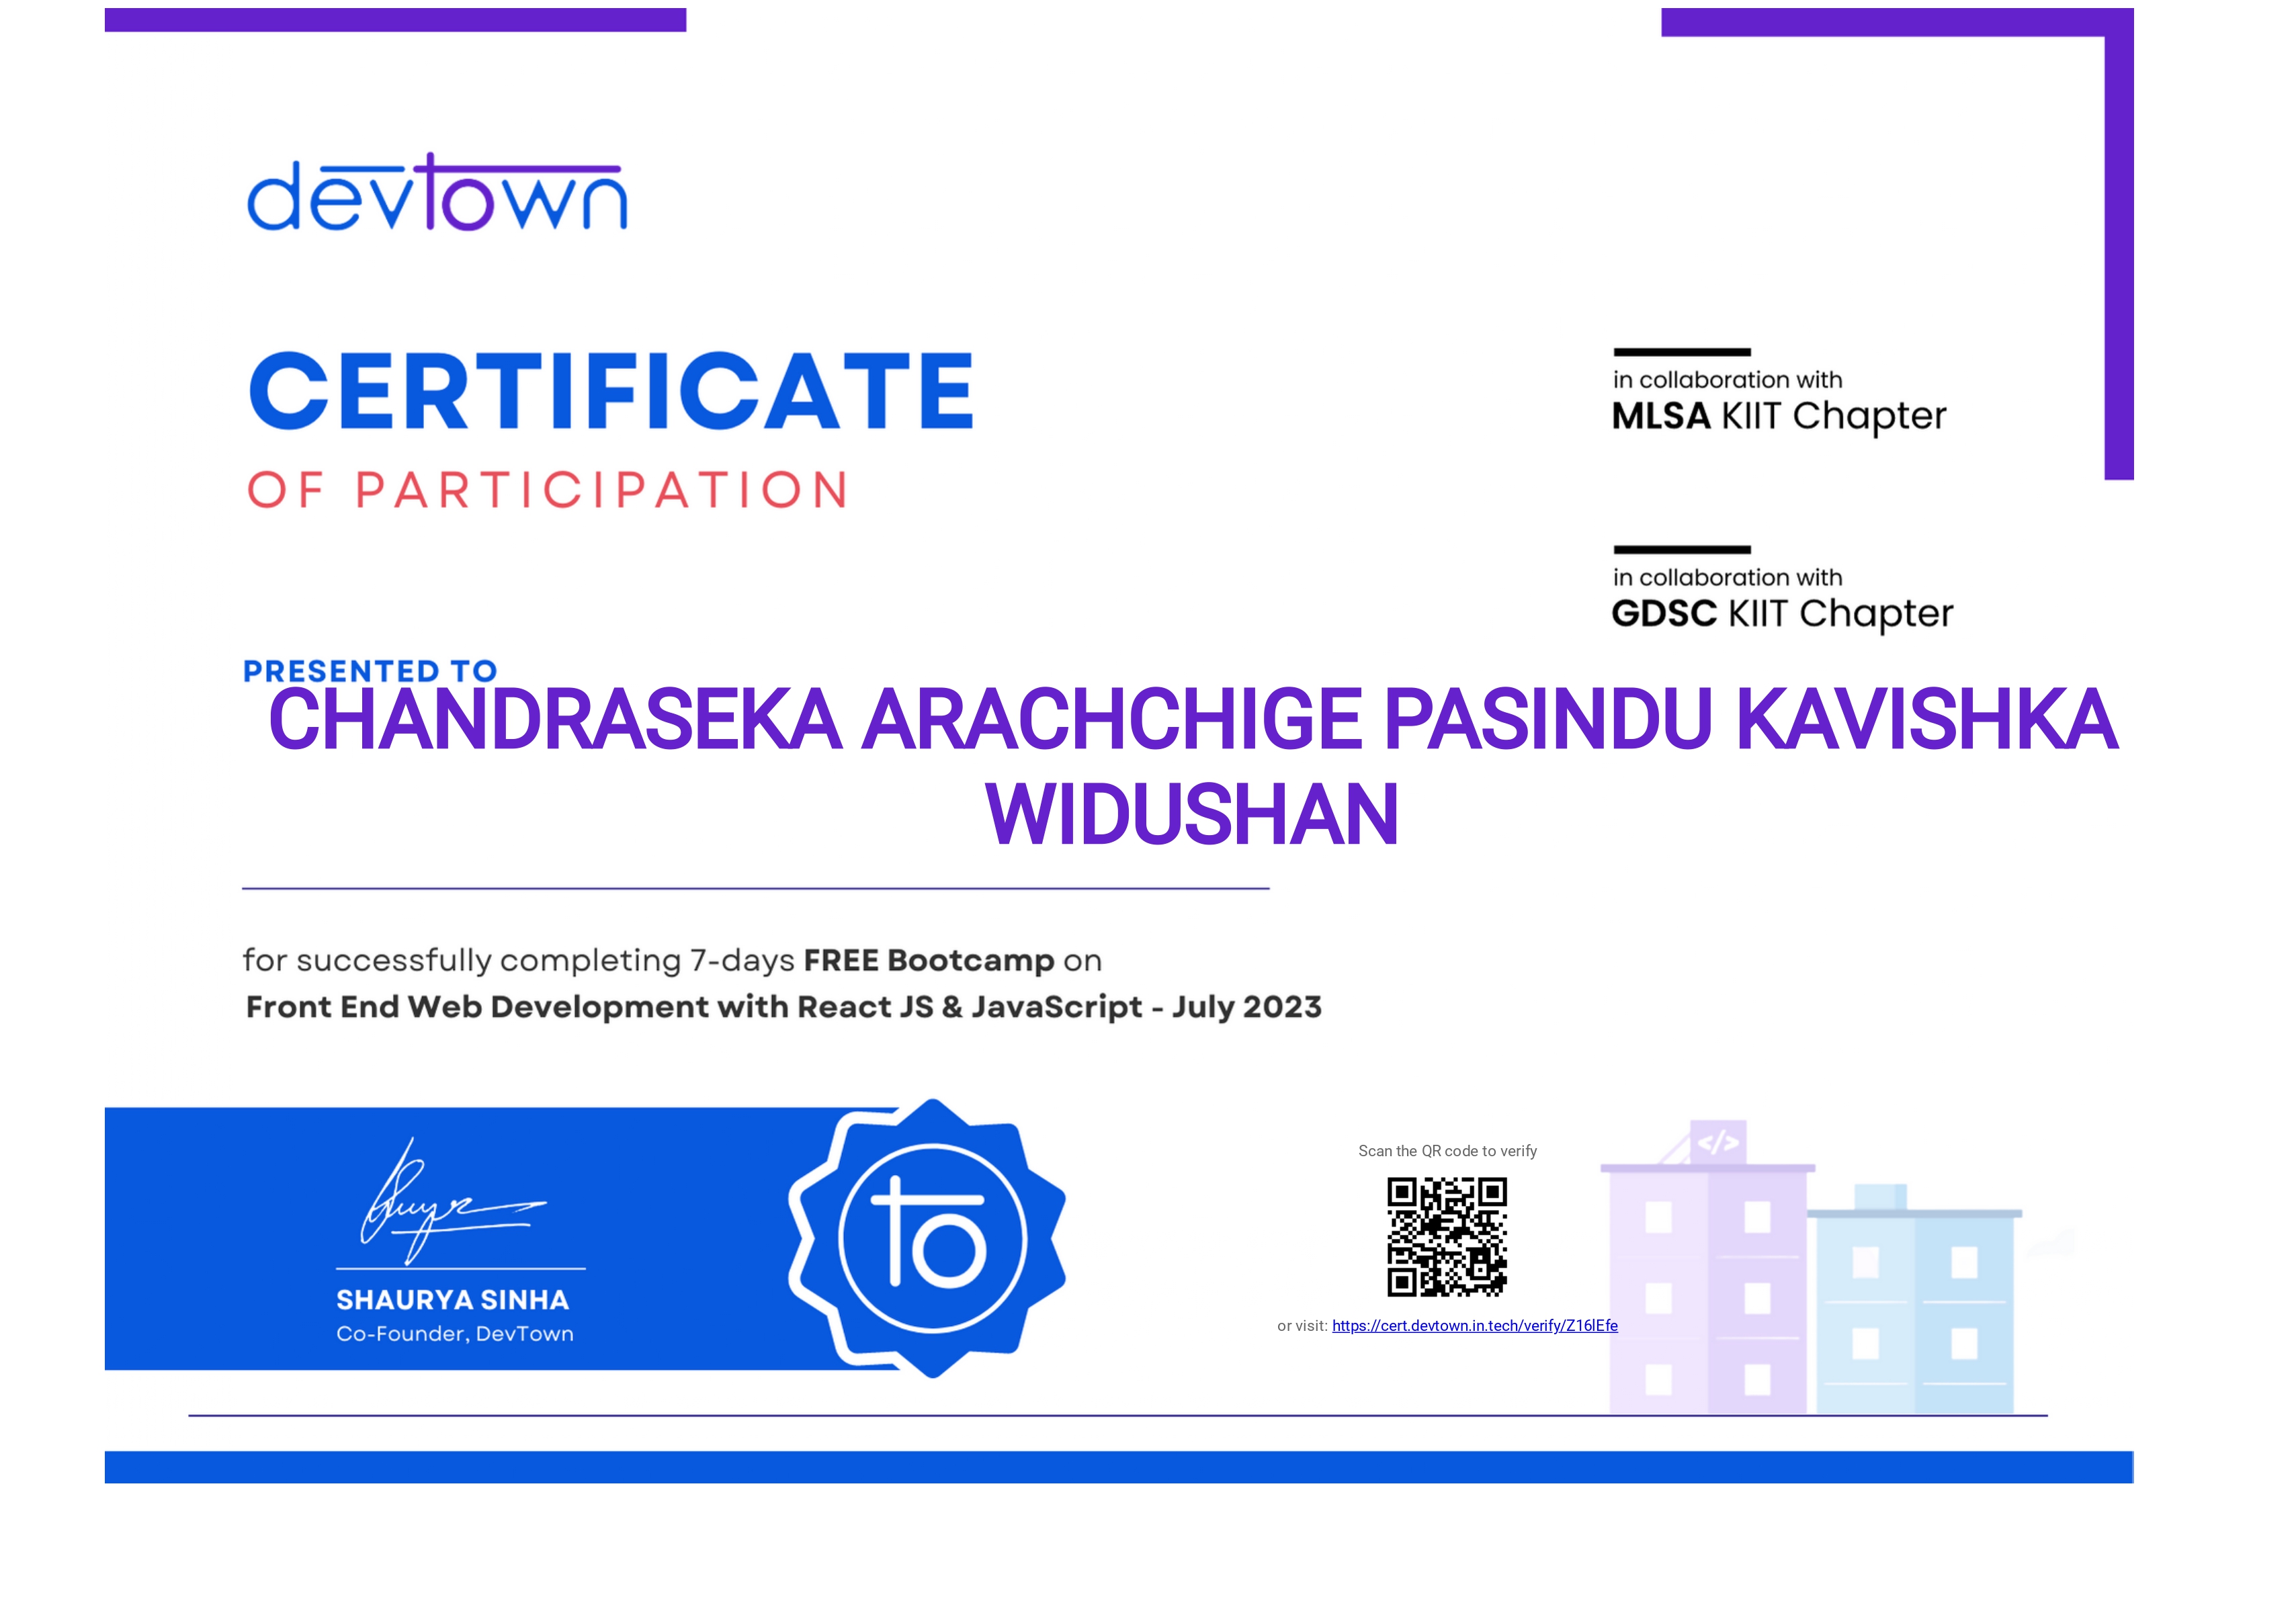 devtown
CERTIFICATE
OF PARTICIPATION
in collaboration with
MLSA KIIT Chapter
in collaboration with
GDSC KIIT Chapter
PRESENTED TO
CHANDRASEKA ARACHCHIGE PASINDU KAVISHKA
WIDUSHAN
for successfully completing 7-days FREE Bootcamp on
Front End Web Development with React JS & JavaScript - July 2023
SHAURYA SINHA
Co-Founder, DevTown
to
Scan the QR code to verify
or visit: https://cert.devtown.in.tech/verify/Z16lEfe
</>